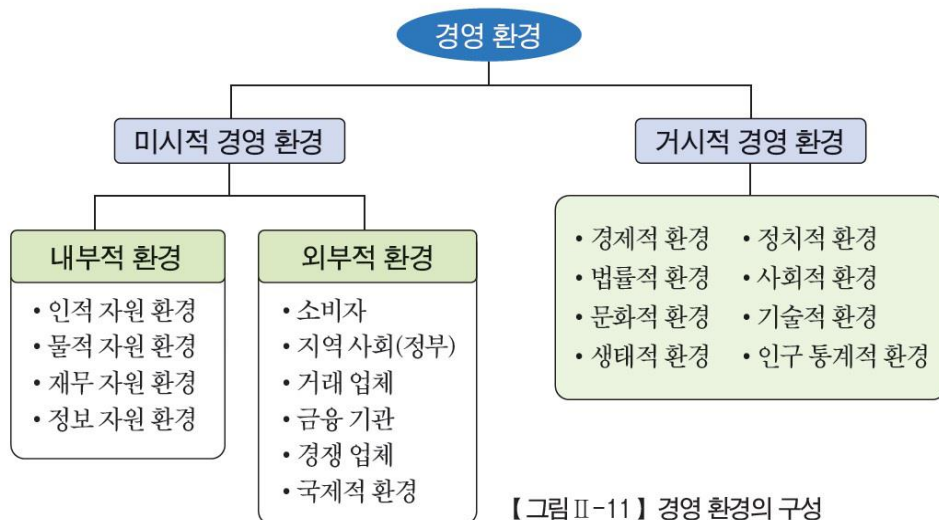 경영 환경
미시적 경영 환경
거시적 경영 환경
내부적 환경
• 인적 자원 환경
• 물적 자원 환경
• 재무 자원 환경
• 정보 자원 환경
외부적 환경
• 소비자
• 지역 사회(정부)
• 거래 업체
• 금융 기관
• 경쟁 업체
• 국제적 환경
• 경제적 환경 • 정치적 환경
• 법률적 환경 • 사회적 환경
• 문화적 환경 • 기술적 환경
• 생태적 환경 • 인구 통계적 환경
【그림 Ⅱ-11】 경영 환경의 구성